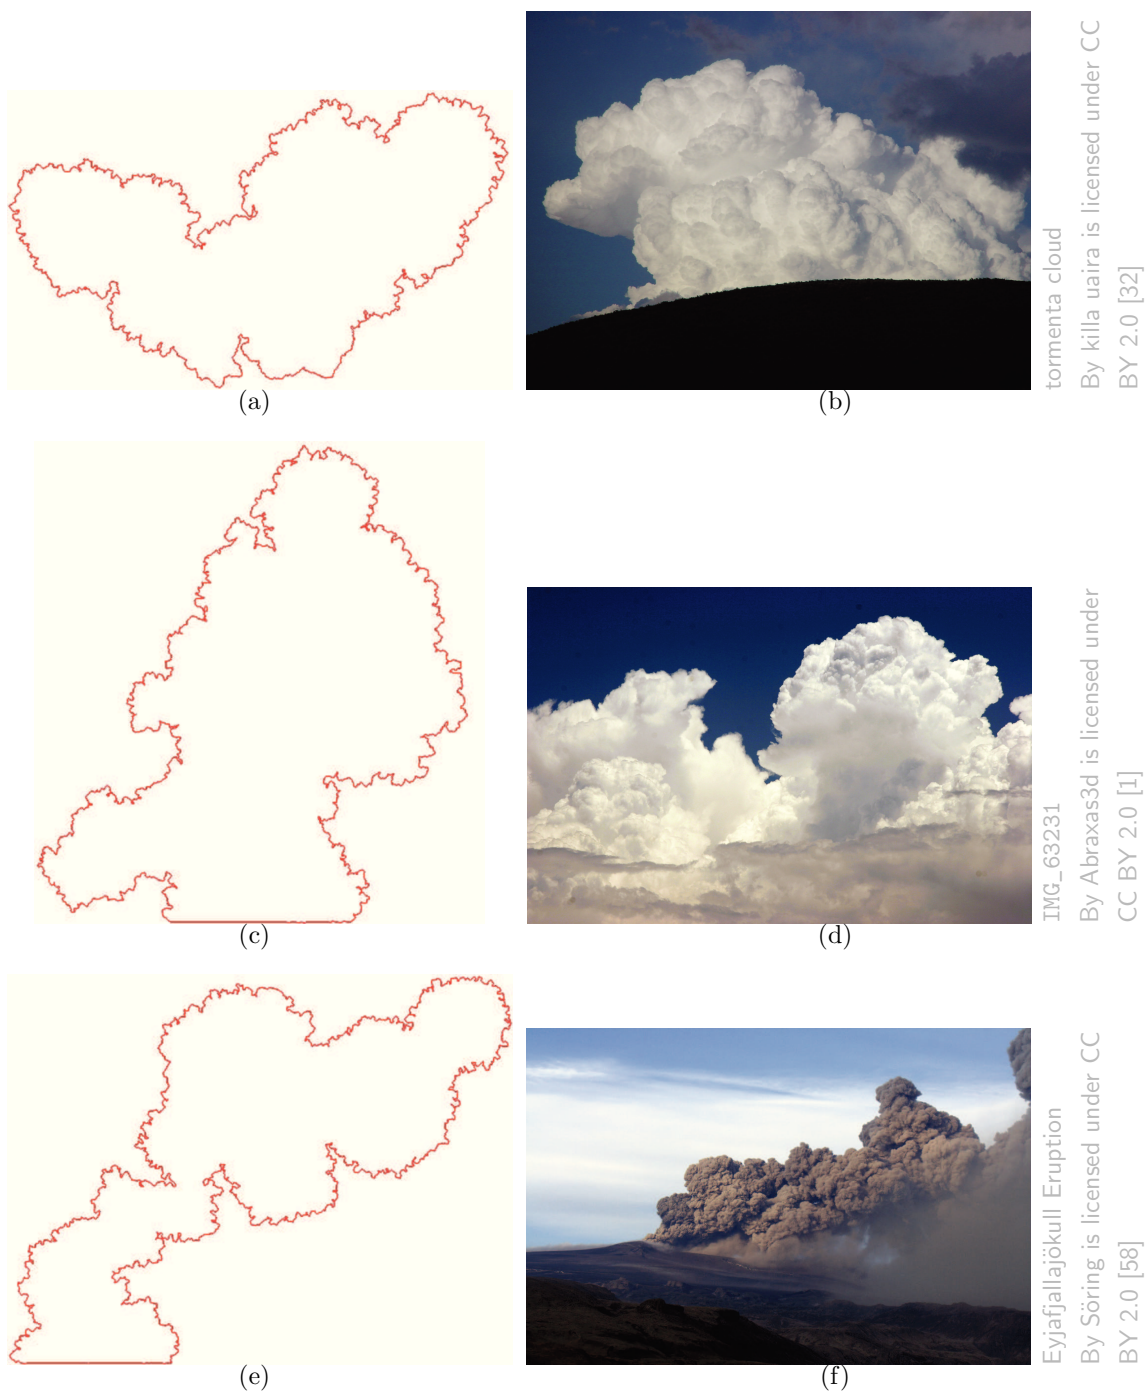 tormenta cloud
By killa uaira is licensed under CC
BY 2.0 [32]
(a)
(b)
IMG_63231
By Abraxas3d is licensed under
CC BY 2.0 [1]
(c)
(d)
Eyjafjallajökull Eruption
By Söring is licensed under CC
BY 2.0 [58]
(e)
(f)